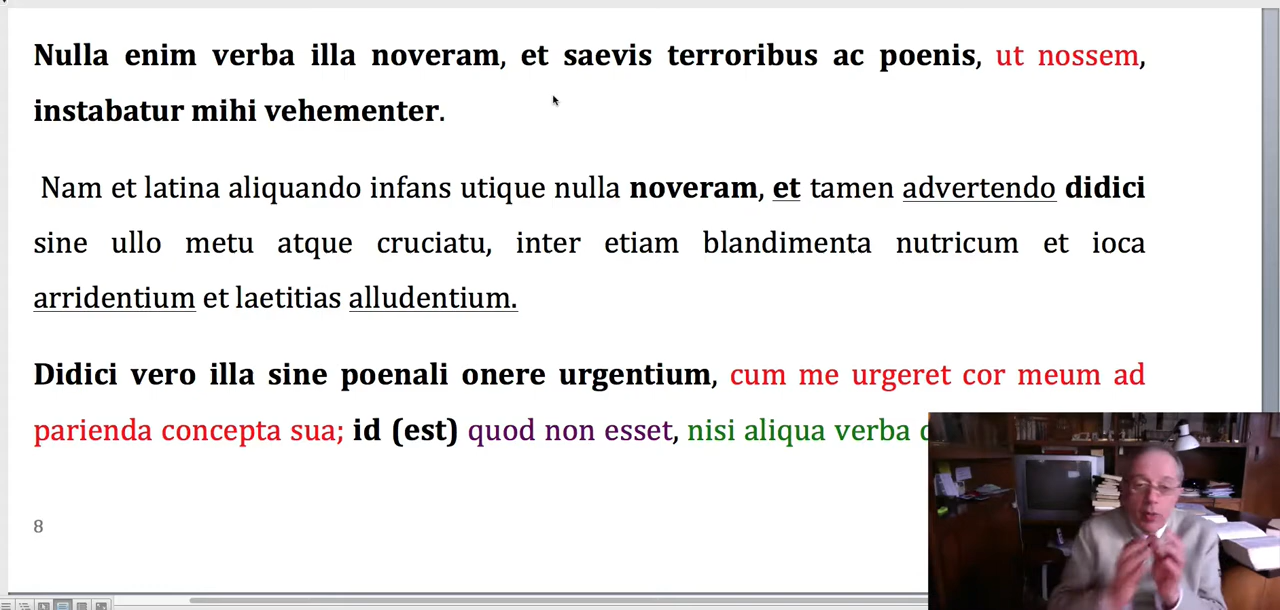 Nulla enim verba illa noveram, et saevis terroribus ac poenis, ut nossem,
instabatur mihi vehementer.
Nam et latina aliquando infans utique nulla noveram, et tamen advertendo didici
sine ullo metu atque cruciatu, inter etiam blandimenta nutricum et ioca
arridentium et laetitias alludentium.
Didici vero illa sine poenali onere urgentium, cum me urgeret cor meum ad
parienda concepta sua; id (est) quod non esset, nisi aliqua verba
8